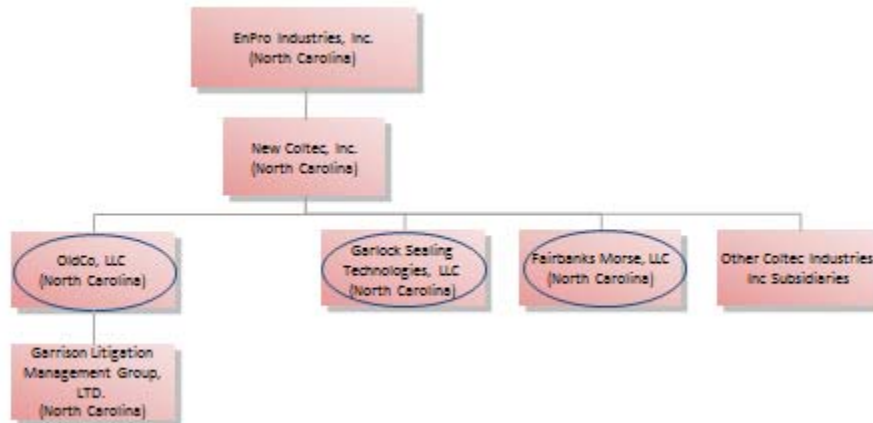 EnPro Industries, Inc.
(North Carolina)
New Coltec, Inc.
(North Carolina)
OldCo, LLC
(North Carolina)
Garlock Sealing
Technologies, LLC
(North Carolina)
Fairbanks Morse, LLC
(North Carolina)
Other Coltec Industries
Inc Subsidiaries
Garrison Litigation
Management Group,
LTD.
(North Carolina)